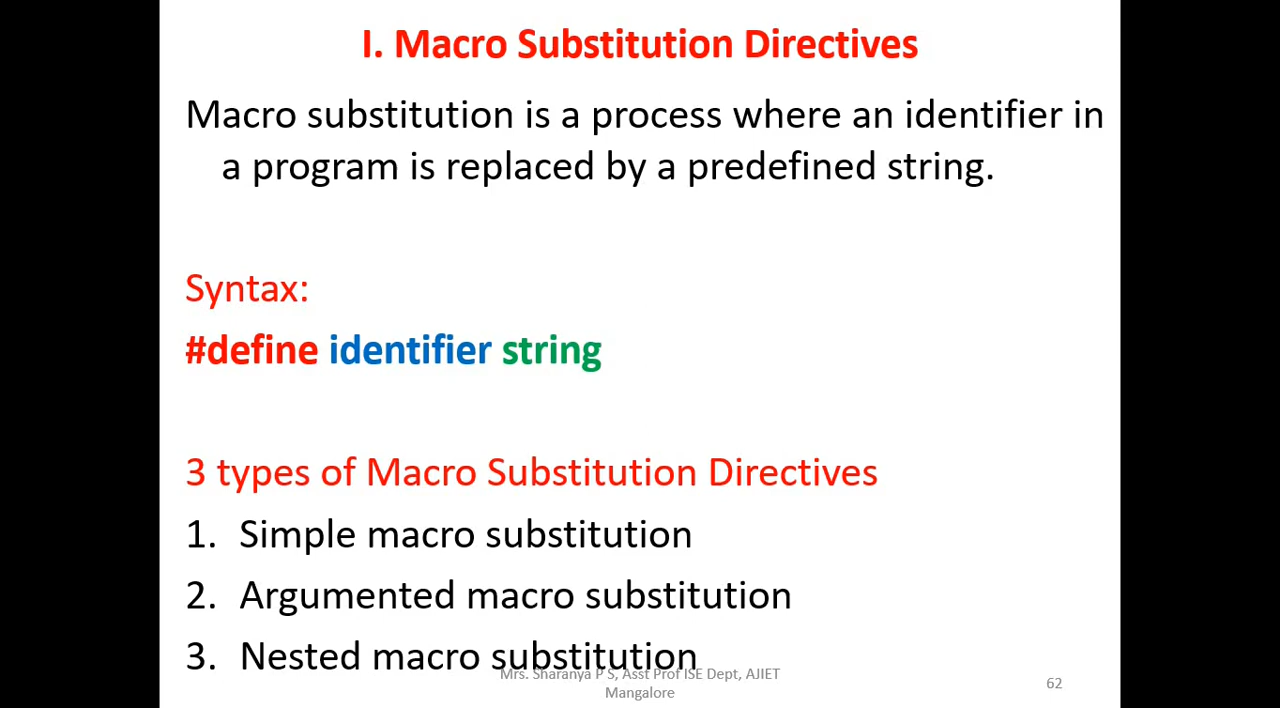 I. Macro Substitution Directives
Macro substitution is a process where an identifier in
a program is replaced by a predefined string.
Syntax:
#define identifier string
3 types of Macro Substitution Directives
1. Simple macro substitution
2. Argumented macro substitution
3. Nested macro substitution
Mrs. Sharanya P S, Asst Prof ISE Dept, AJIET
Mangalore
62